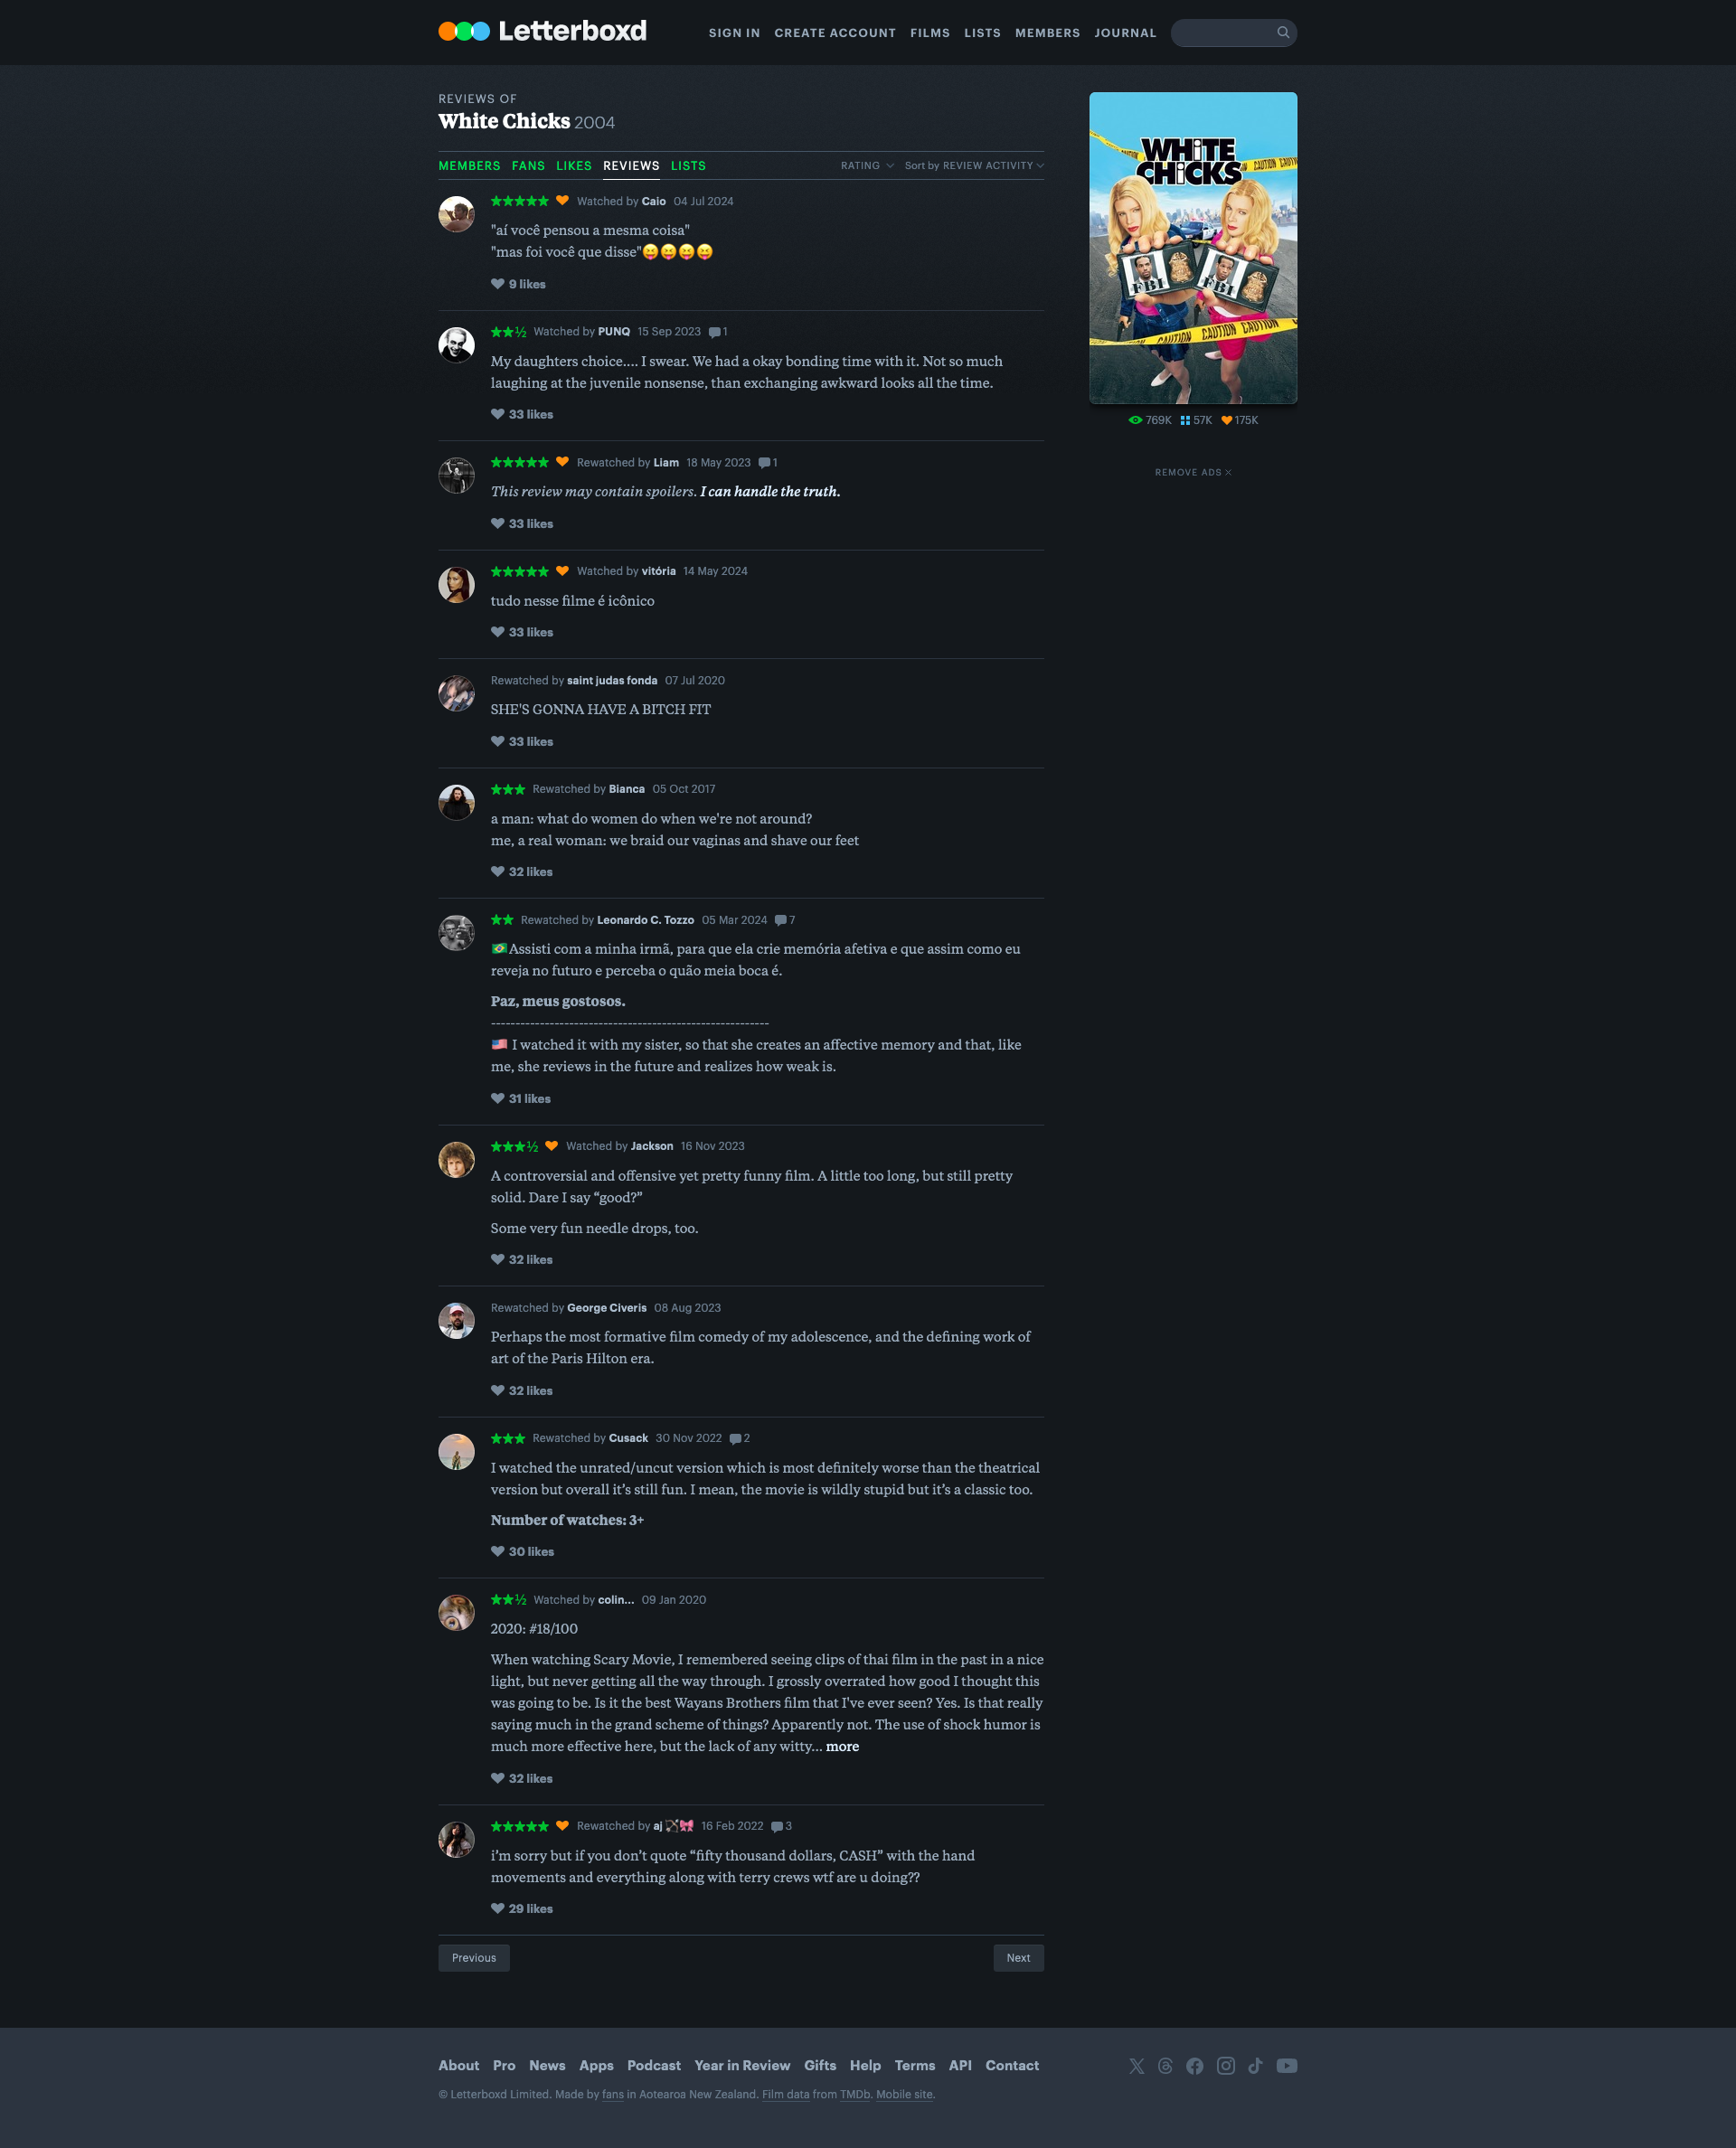 Letterboxd
SIGN IN CREATE ACCOUNT FILMS LISTS MEMBERS JOURNAL
REVIEWS OF
White Chicks 2004
MEMBERS FANS LIKES REVIEWS LISTS
RATING Sort by REVIEW ACTIVITY
★★★★★ Watched by Caio 04 Jul 2024
"aí você pensou a mesma coisa"
"mas foi você que disse"😜😜😜😜
9 likes
★★½ Watched by PUNQ 15 Sep 2023 1
My daughters choice.... I swear. We had a okay bonding time with it. Not so much
laughing at the juvenile nonsense, than exchanging awkward looks all the time.
33 likes
★★★★★ Rewatched by Liam 18 May 2023 1
This review may contain spoilers. I can handle the truth.
33 likes
★★★★★ Watched by vitória 14 May 2024
tudo nesse filme é icônico
33 likes
Rewatched by saint judas fonda 07 Jul 2020
SHE'S GONNA HAVE A BITCH FIT
33 likes
★★★ Rewatched by Bianca 05 Oct 2017
a man: what do women do when we're not around?
me, a real woman: we braid our vaginas and shave our feet
32 likes
★★ Rewatched by Leonardo C. Tozzo 05 Mar 2024 7
🇧🇷Assisti com a minha irmã, para que ela crie memória afetiva e que assim como eu
reveja no futuro e perceba o quão meia boca é.
Paz, meus gostosos.
---------------------------------------------------------
🇺🇸 I watched it with my sister, so that she creates an affective memory and that, like
me, she reviews in the future and realizes how weak is.
31 likes
★★★½ Watched by Jackson 16 Nov 2023
A controversial and offensive yet pretty funny film. A little too long, but still pretty
solid. Dare I say “good?”
Some very fun needle drops, too.
32 likes
Rewatched by George Civeris 08 Aug 2023
Perhaps the most formative film comedy of my adolescence, and the defining work of
art of the Paris Hilton era.
32 likes
★★★ Rewatched by Cusack 30 Nov 2022 2
I watched the unrated/uncut version which is most definitely worse than the theatrical
version but overall it’s still fun. I mean, the movie is wildly stupid but it’s a classic too.
Number of watches: 3+
30 likes
★★½ Watched by colin... 09 Jan 2020
2020: #18/100
When watching Scary Movie, I remembered seeing clips of thai film in the past in a nice
light, but never getting all the way through. I grossly overrated how good I thought this
was going to be. Is it the best Wayans Brothers film that I've ever seen? Yes. Is that really
saying much in the grand scheme of things? Apparently not. The use of shock humor is
much more effective here, but the lack of any witty... more
32 likes
★★★★★ Rewatched by aj 🏹🎀 16 Feb 2022 3
i’m sorry but if you don’t quote “fifty thousand dollars, CASH” with the hand
movements and everything along with terry crews wtf are u doing??
29 likes
Previous Next
WHiTE
CHiCKS
CAUTION CAUTION
FBI FBI
CAUTION CAUTION CAUTION
769K 57K 175K
REMOVE ADS
About Pro News Apps Podcast Year in Review Gifts Help Terms API Contact
© Letterboxd Limited. Made by fans in Aotearoa New Zealand. Film data from TMDb. Mobile site.